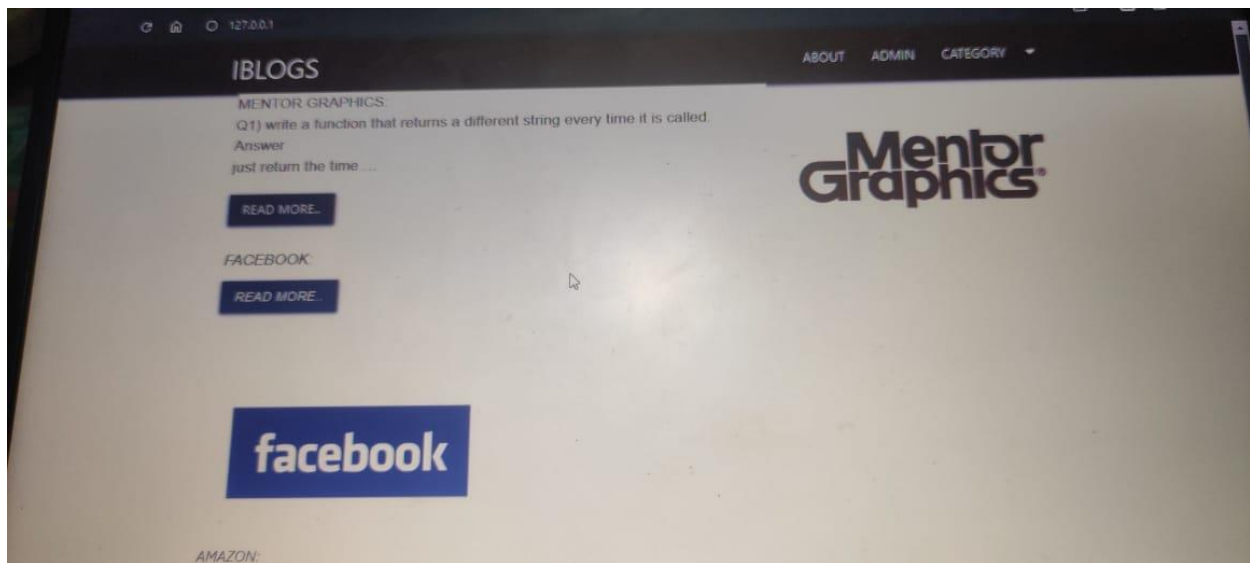 127.0.0.1
IBLOGS
ABOUT ADMIN CATEGORY
MENTOR GRAPHICS:
Q1) write a function that returns a different string every time it is called.
Answer
just return the time....
READ MORE..
Mentor
Graphics®
FACEBOOK:
READ MORE..
facebook
AMAZON: